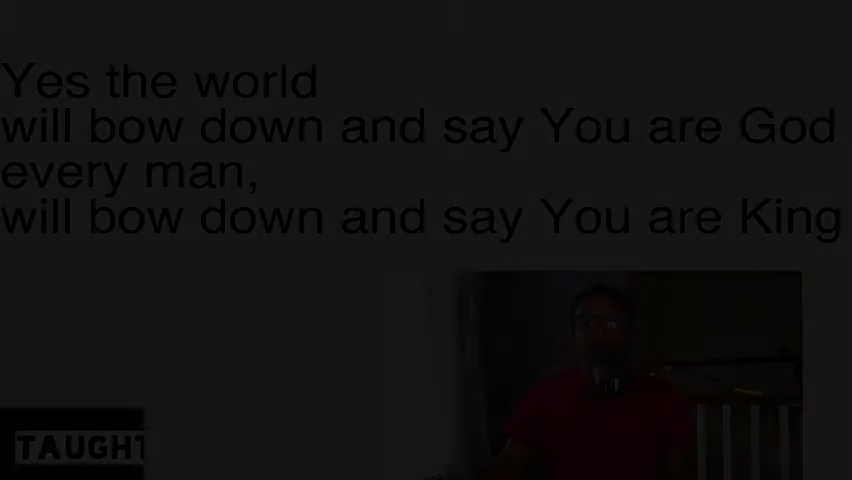 Yes the world
will bow down and say You are God
every man,
will bow down and say You are King
TAUGHT